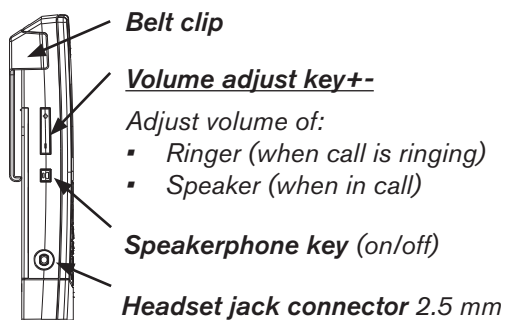 Belt clip
Volume adjust key+-
Adjust volume of:
▪ Ringer (when call is ringing)
▪ Speaker (when in call)
Speakerphone key (on/off)
Headset jack connector 2.5 mm